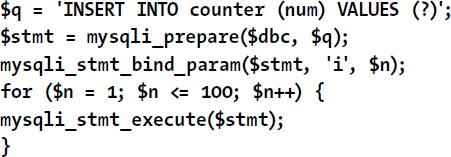 $q = 'INSERT INTO counter (num) VALUES (?)';
$stmt = mysqli_prepare($dbc, $q);
mysqli_stmt_bind_param($stmt, 'i', $n);
for ($n = 1; $n <= 100; $n++) {
mysqli_stmt_execute($stmt);
}